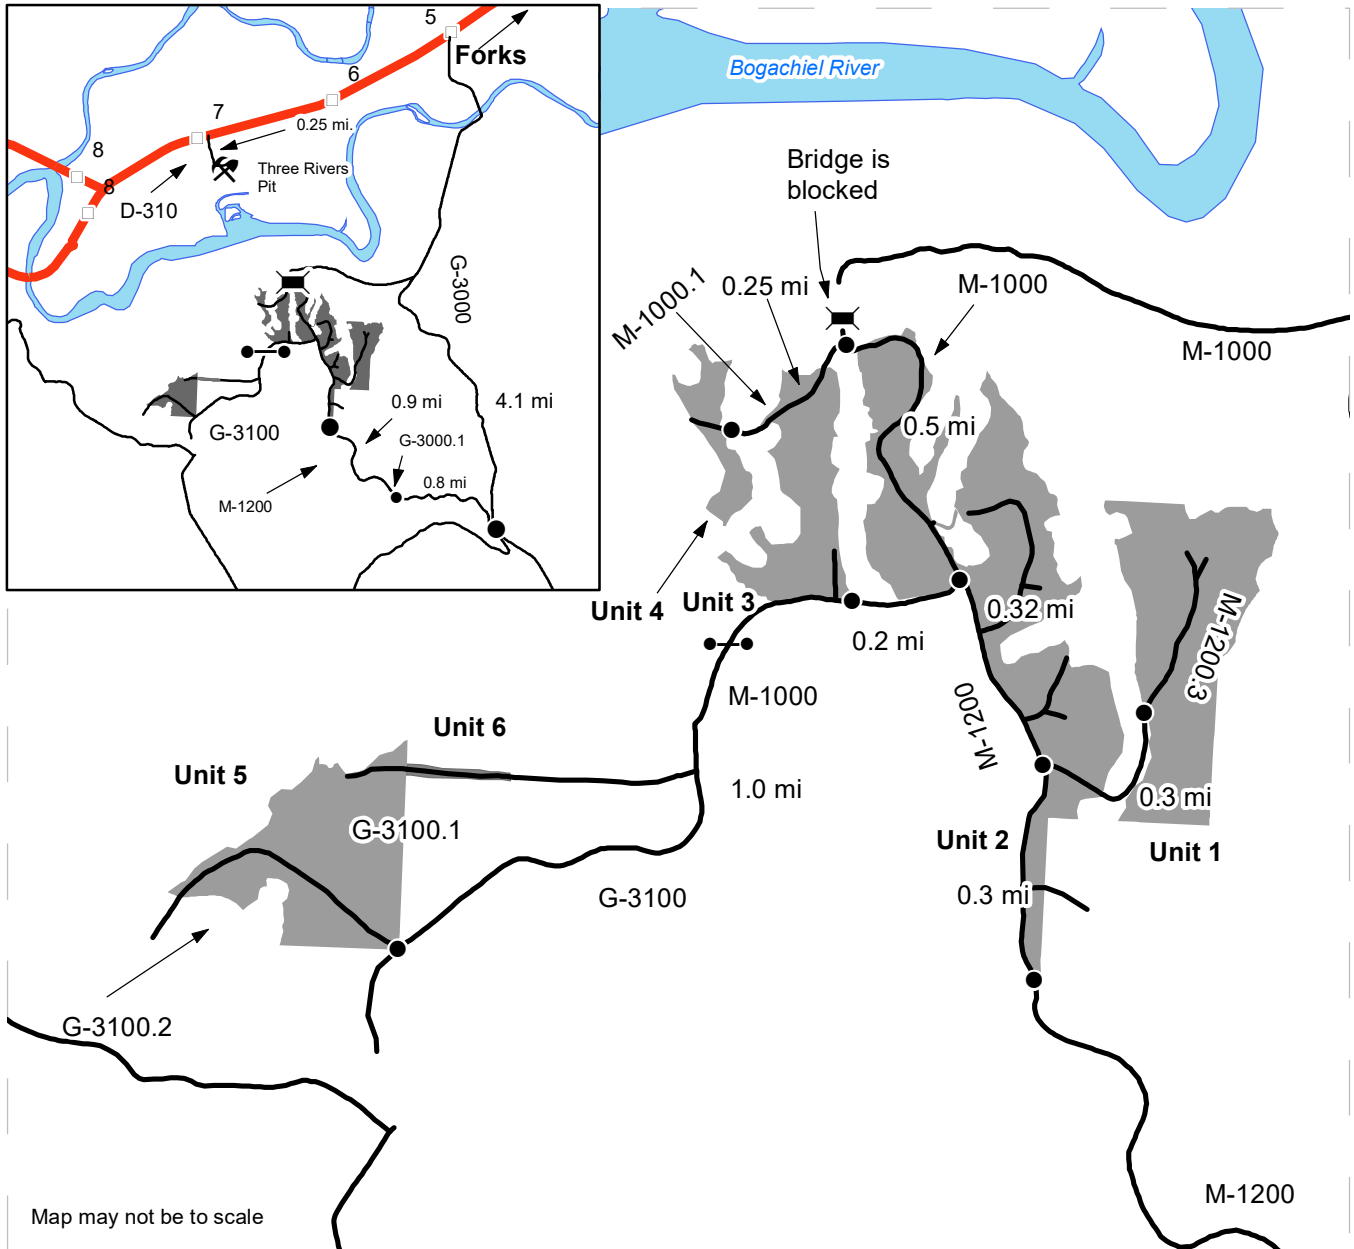 5
Forks
6
7
0.25 mi.
8
Three Rivers
Pit
8
D-310
G-3000
0.9 mi
4.1 mi
G-3100
G-3000.1
0.8 mi
M-1200
Bogachiel River
Bridge is
blocked
M-1000.1
0.25 mi
M-1000
M-1000
0.5 mi
Unit 4
Unit 3
0.32 mi
M-1200.3
0.2 mi
M-1000
M-1200
Unit 6
Unit 5
1.0 mi
0.3 mi
G-3100.1
Unit 2
Unit 1
G-3100
0.3 mi
G-3100.2
M-1200
Map may not be to scale